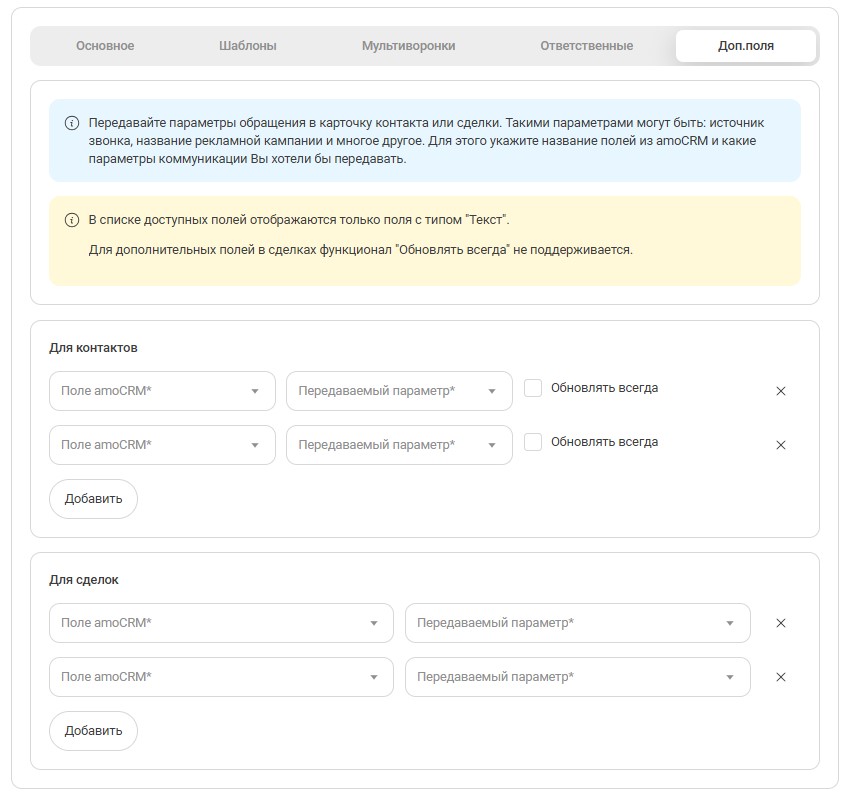 Основное Шаблоны Мультиворонки Ответственные Доп.поля
Передавайте параметры обращения в карточку контакта или сделки. Такими параметрами могут быть: источник
звонка, название рекламной кампании и многое другое. Для этого укажите название полей из amoCRM и какие
параметры коммуникации Вы хотели бы передавать.
В списке доступных полей отображаются только поля с типом "Текст".
Для дополнительных полей в сделках функционал "Обновлять всегда" не поддерживается.
Для контактов
Поле amoCRM* Передаваемый параметр* Обновлять всегда
Поле amoCRM* Передаваемый параметр* Обновлять всегда
Добавить
Для сделок
Поле amoCRM* Передаваемый параметр*
Поле amoCRM* Передаваемый параметр*
Добавить